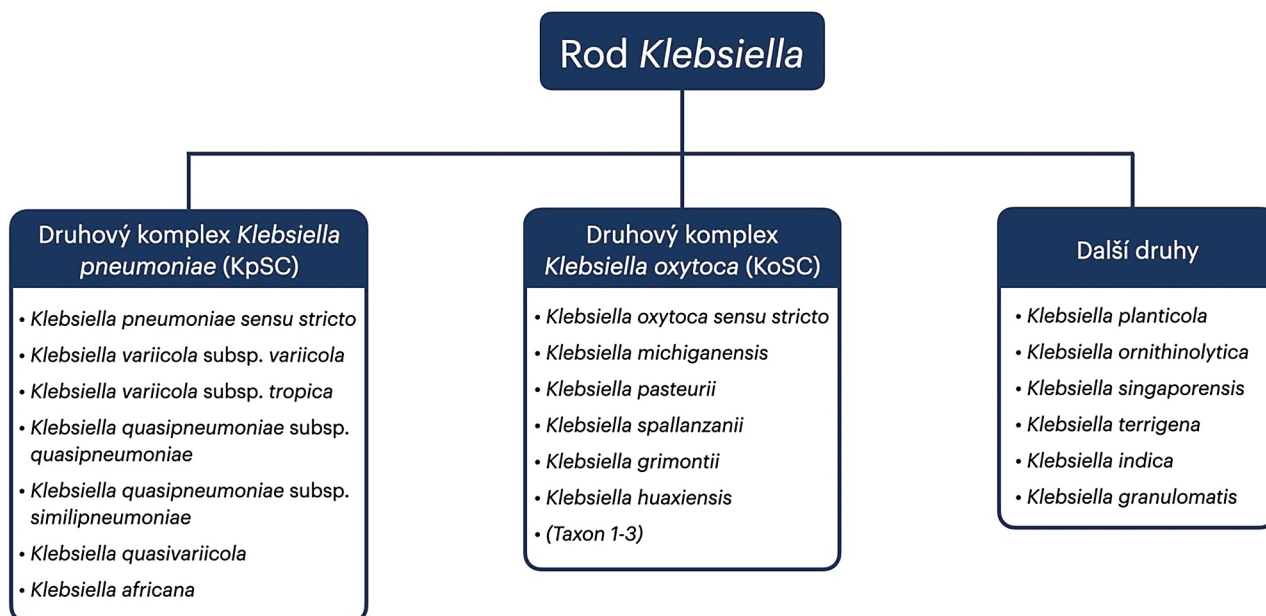 Rod Klebsiella
Druhový komplex Klebsiella
pneumoniae (KpSC)
• Klebsiella pneumoniae sensu stricto
• Klebsiella variicola subsp. variicola
• Klebsiella variicola subsp. tropica
• Klebsiella quasipneumoniae subsp.
quasipneumoniae
• Klebsiella quasipneumoniae subsp.
similipneumoniae
• Klebsiella quasivariicola
• Klebsiella africana
Druhový komplex
Klebsiella oxytoca (KoSC)
• Klebsiella oxytoca sensu stricto
• Klebsiella michiganensis
• Klebsiella pasteurii
• Klebsiella spallanzanii
• Klebsiella grimontii
• Klebsiella huaxiensis
• (Taxon 1-3)
Další druhy
• Klebsiella planticola
• Klebsiella ornithinolytica
• Klebsiella singaporensis
• Klebsiella terrigena
• Klebsiella indica
• Klebsiella granulomatis